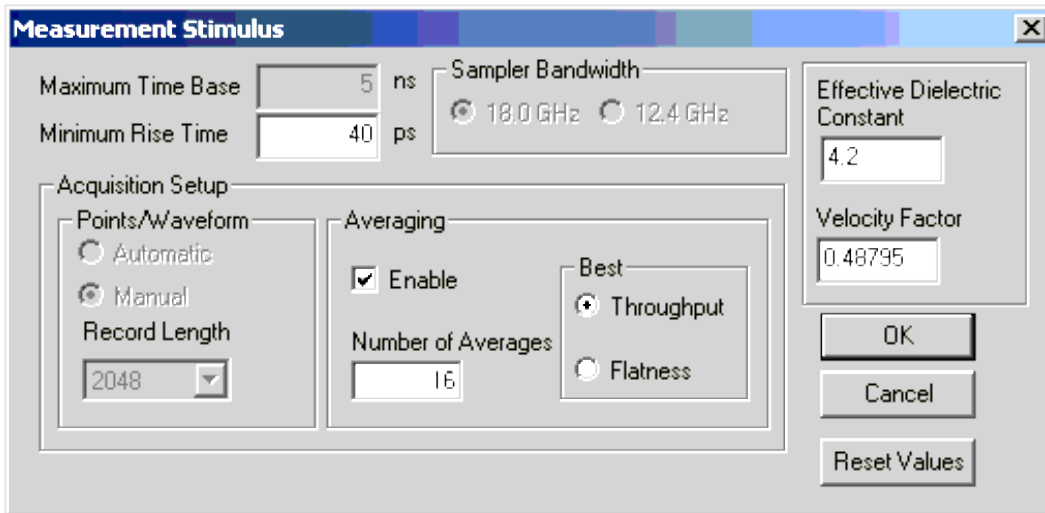 Measurement Stimulus
Maximum Time Base 5 ns
Minimum Rise Time 40 ps
Sampler Bandwidth
18.0 GHz 12.4 GHz
Effective Dielectric
Constant
4.2
Velocity Factor
0.48795
Acquisition Setup
Points/Waveform
Automatic
Manual
Record Length
2048
Averaging
Enable
Number of Averages
16
Best
Throughput
Flatness
OK
Cancel
Reset Values